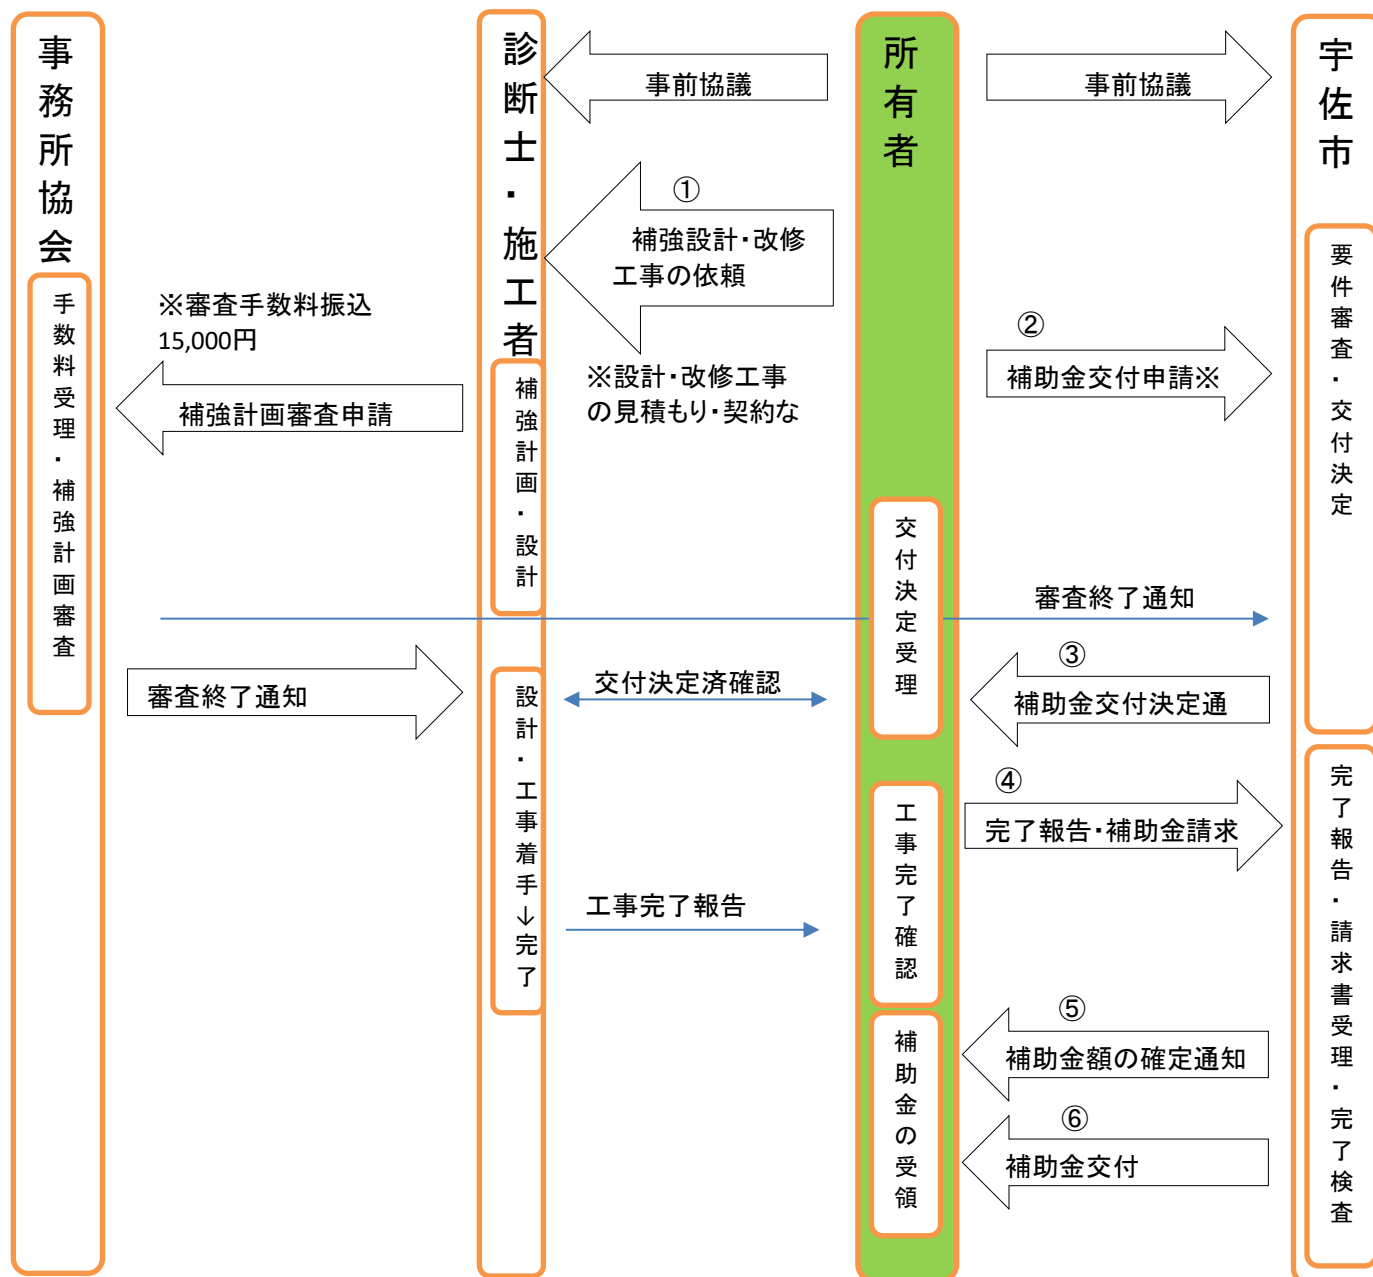 事務所協会
手数料受理・補強計画審査
※審査手数料振込
15,000円
補強計画審査申請
審査終了通知
診断士・施工者
補強計画・設計
設計・工事着手↓完了
事前協議
①
補強設計・改修
工事の依頼
※設計・改修工事
の見積もり・契約な
交付決定済確認
工事完了報告
所有者
交付決定受理
工事完了確認
補助金の受領
事前協議
②
補助金交付申請※
審査終了通知
③
補助金交付決定通
④
完了報告・補助金請求
⑤
補助金額の確定通知
⑥
補助金交付
宇佐市
要件審査・交付決定
完了報告・請求書受理・完了検査